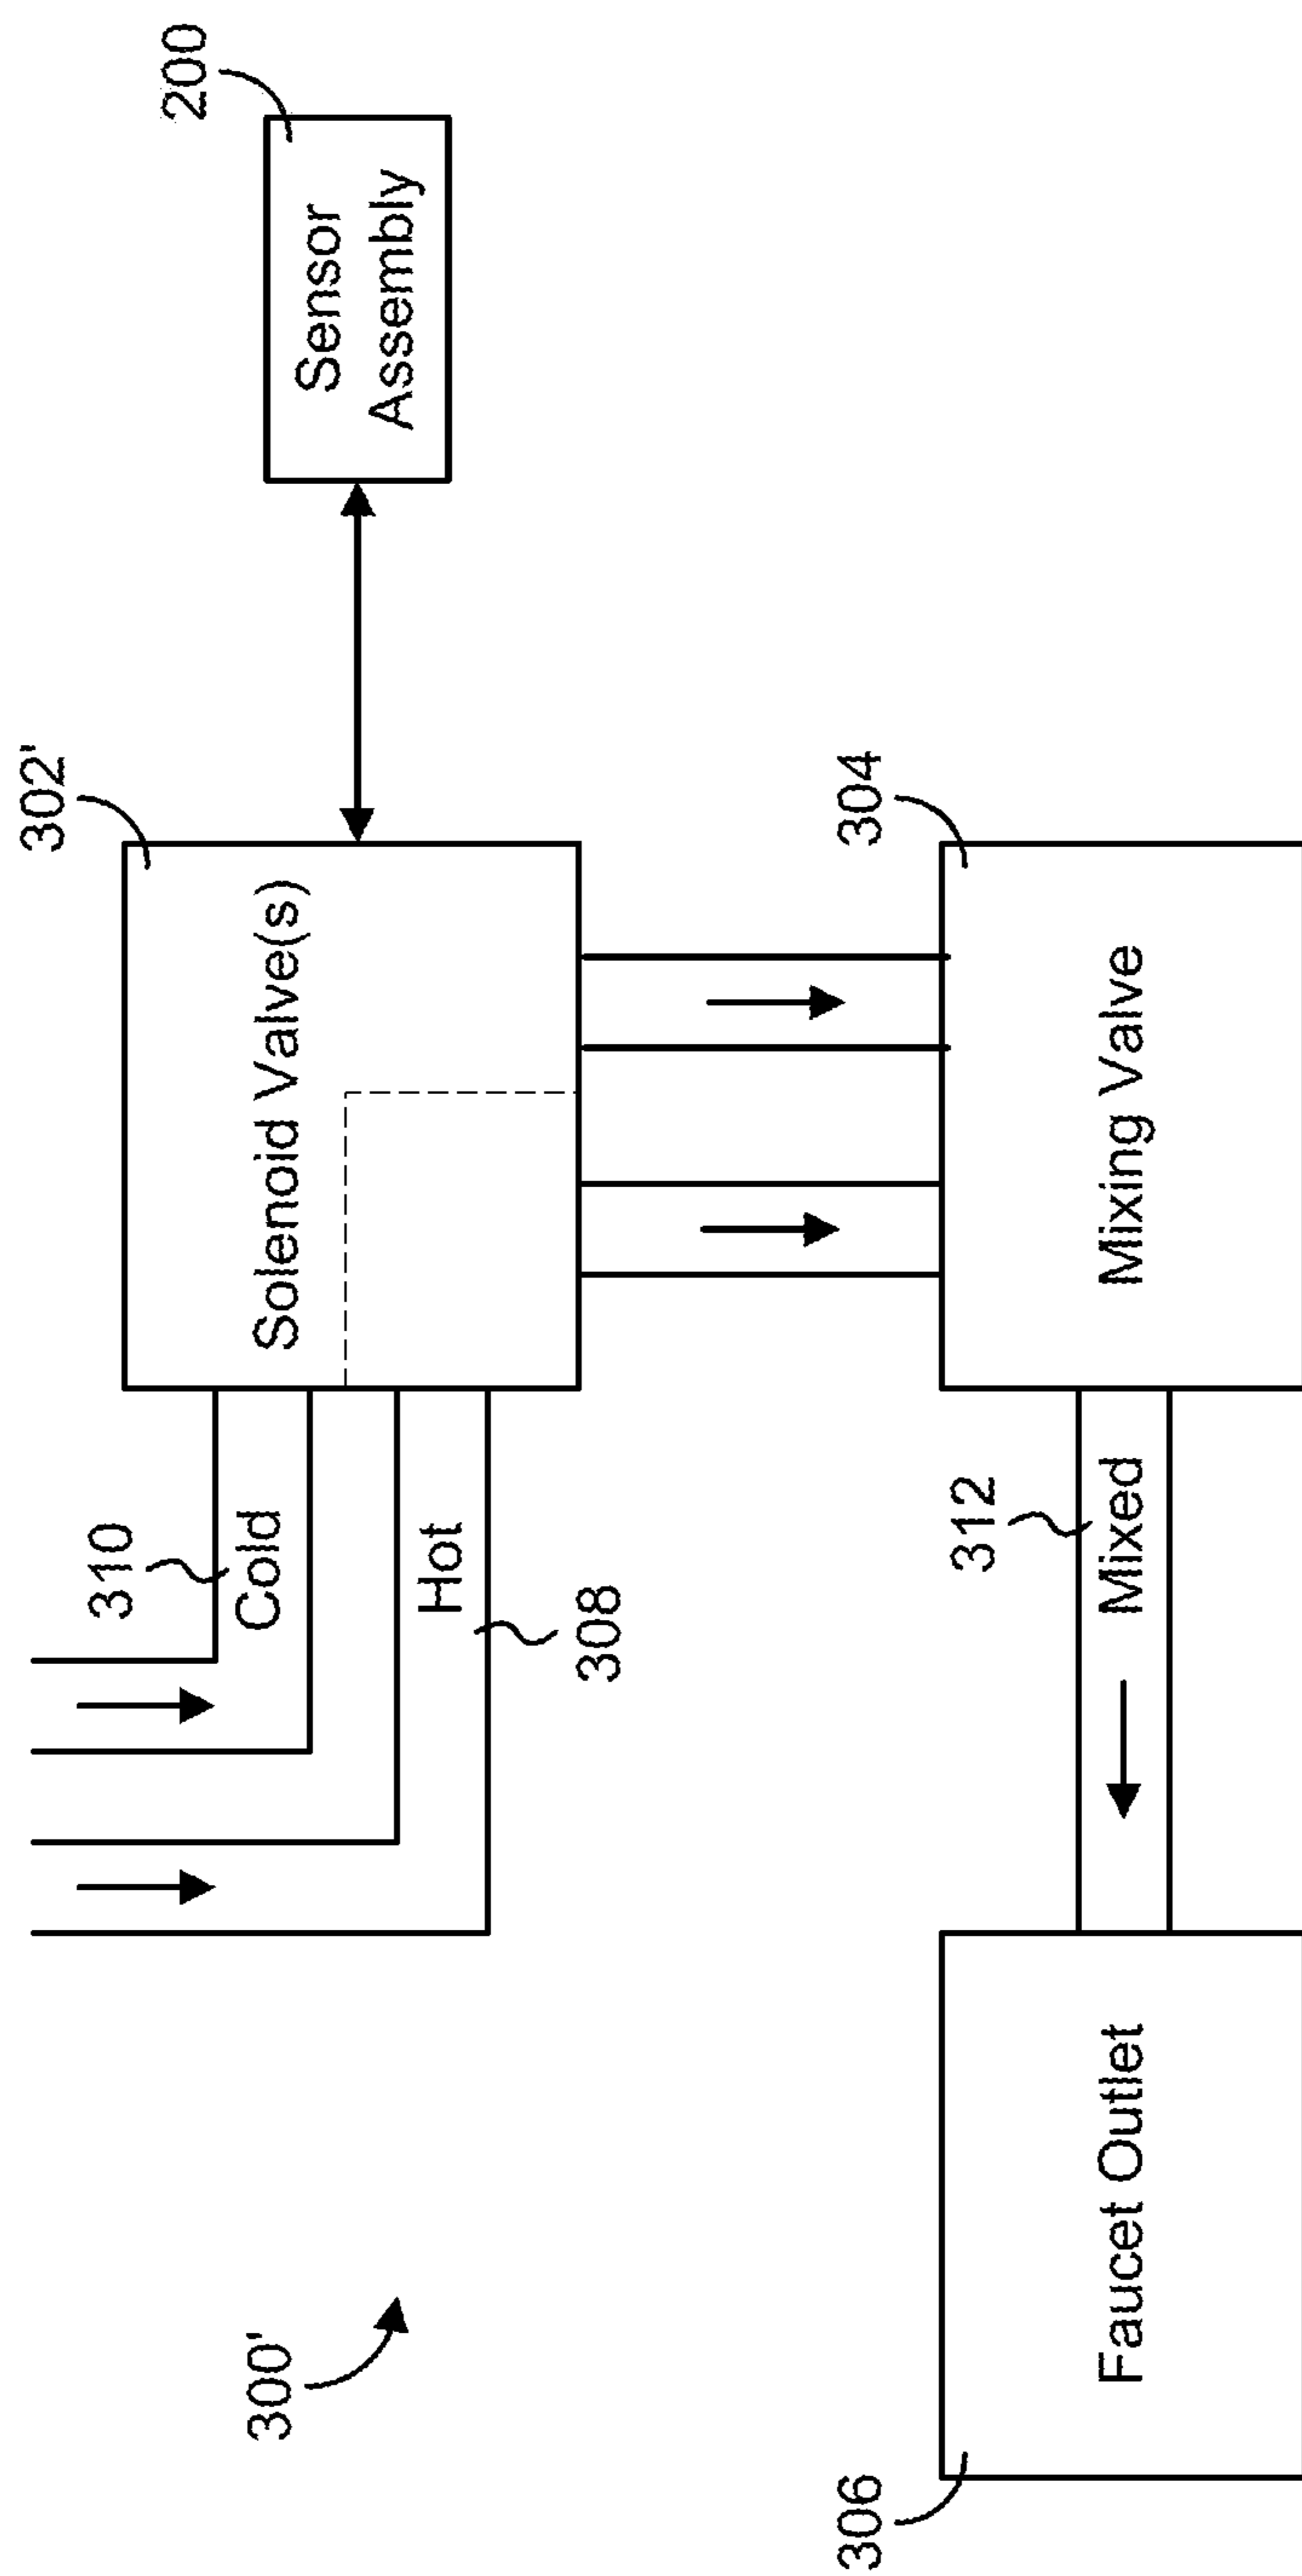 300'
310
Cold
Hot
308
302'
Solenoid Valve(s)
200
Sensor
Assembly
306
Faucet Outlet
312
Mixed
304
Mixing Valve